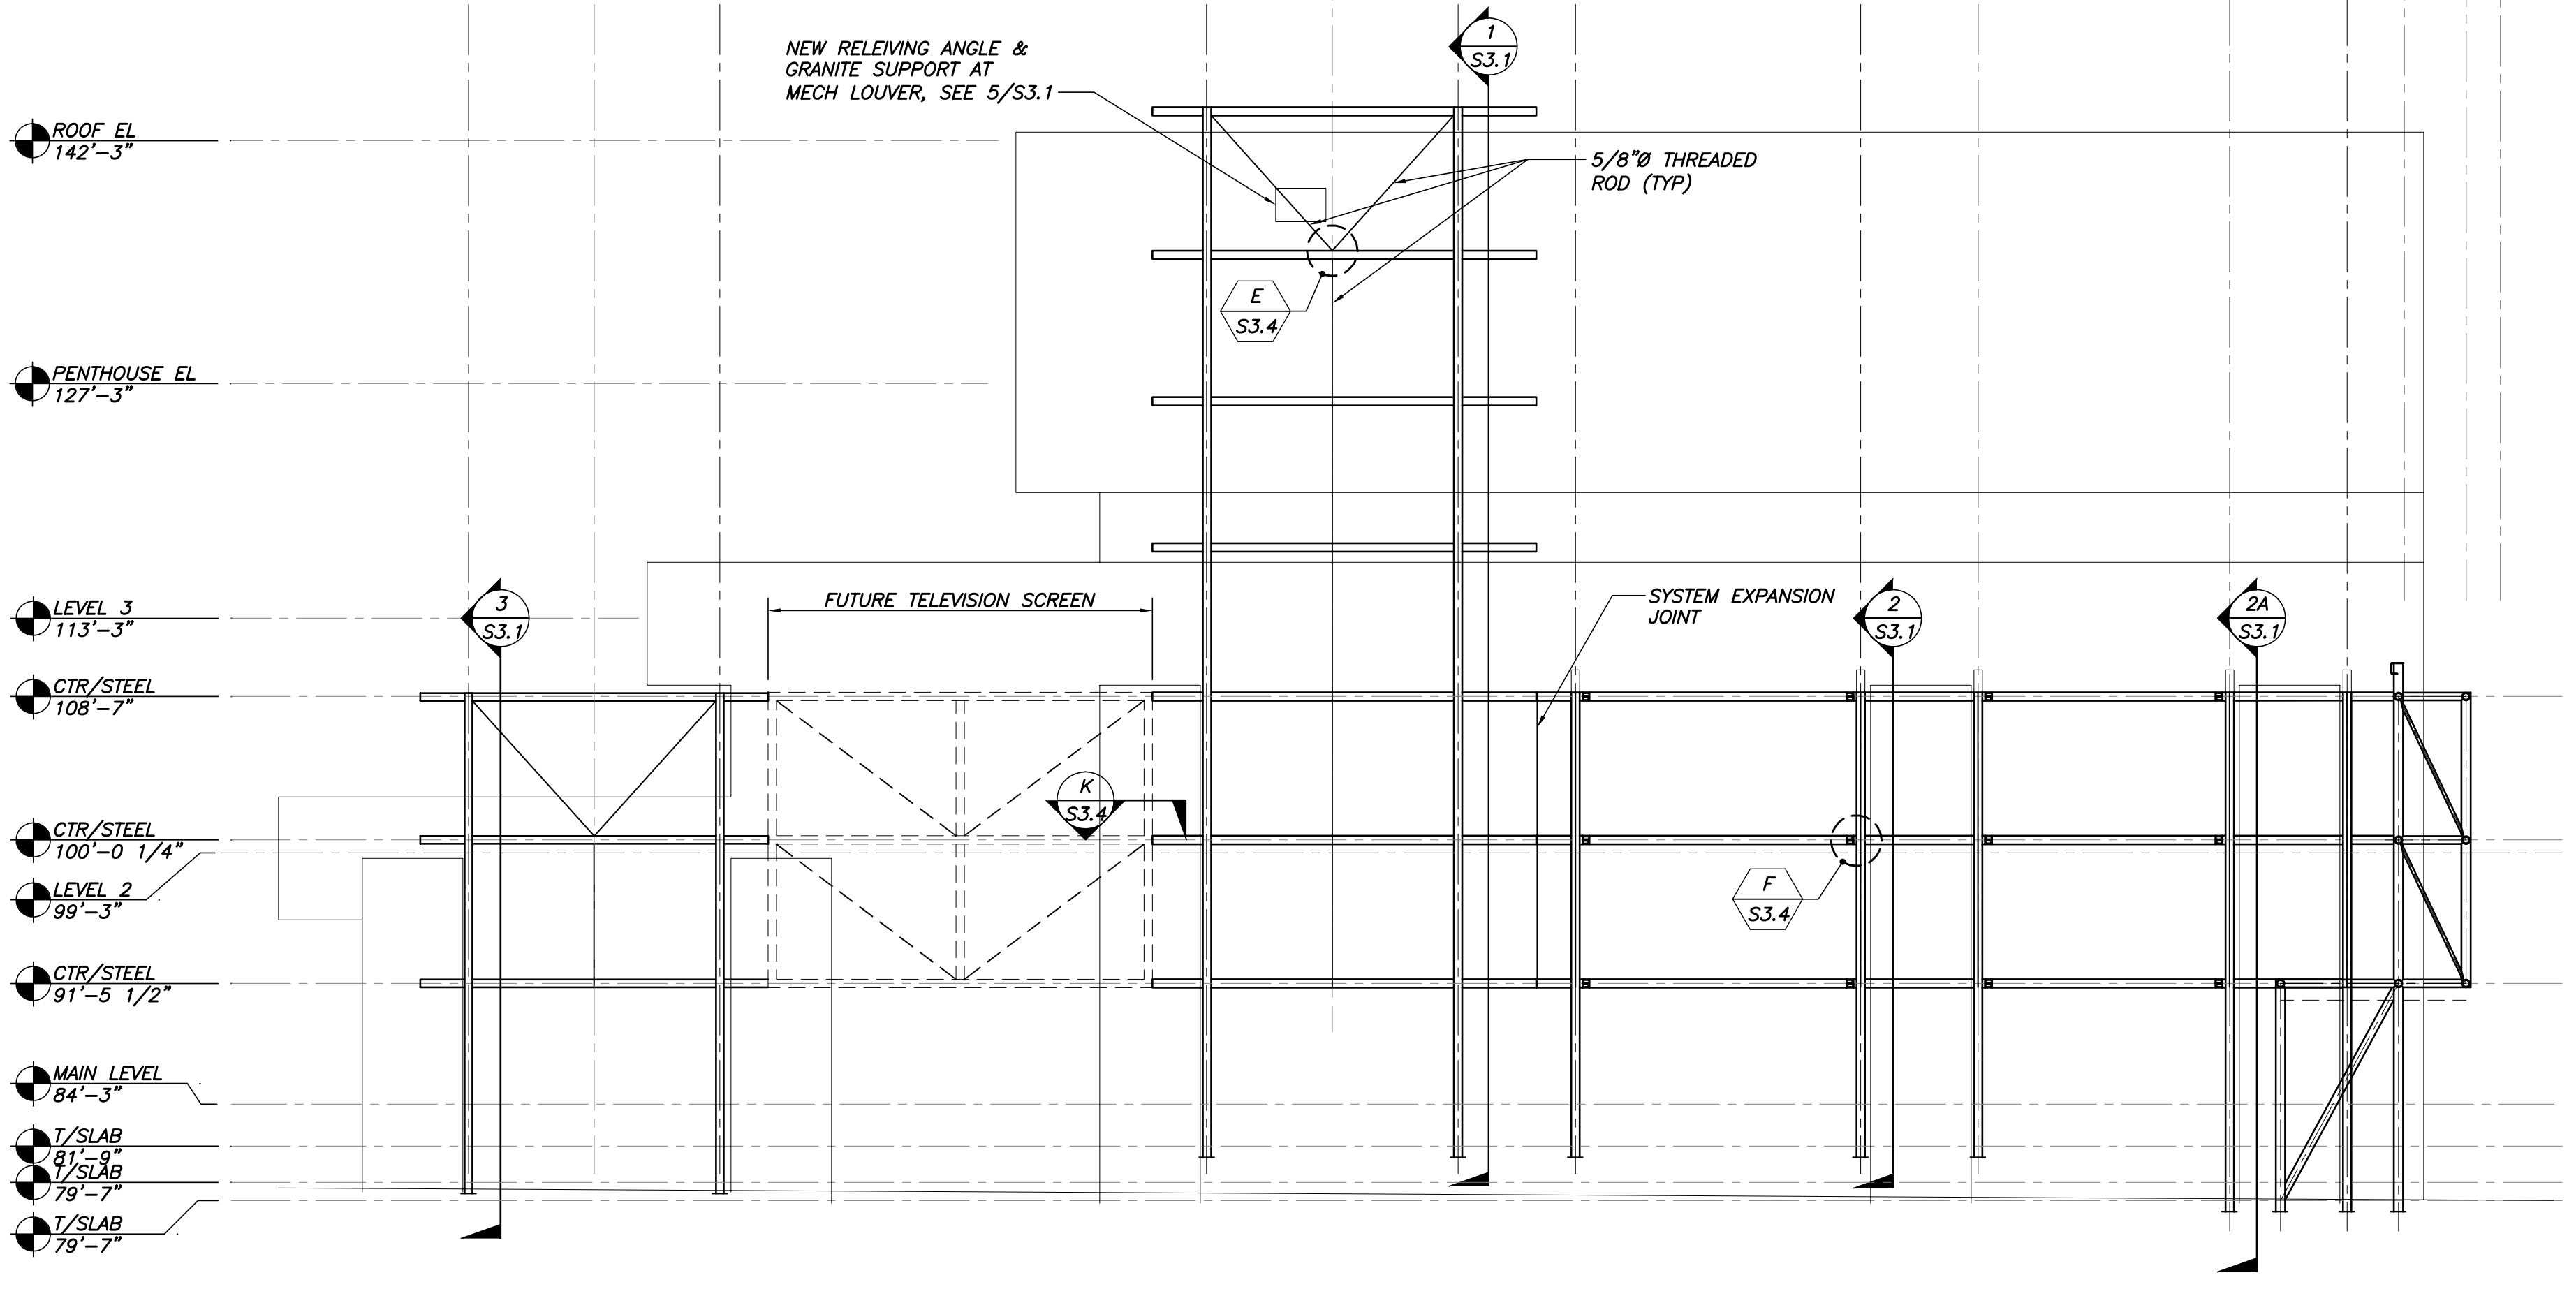 NEW RELEIVING ANGLE &
GRANITE SUPPORT AT
MECH LOUVER, SEE 5/S3.1
1
S3.1
ROOF EL
142'-3"
5/8"Ø THREADED
ROD (TYP)
E
S3.4
PENTHOUSE EL
127'-3"
LEVEL 3
113'-3"
3
S3.1
FUTURE TELEVISION SCREEN
SYSTEM EXPANSION
JOINT
2
S3.1
2A
S3.1
CTR/STEEL
108'-7"
K
S3.4
CTR/STEEL
100'-0 1/4"
LEVEL 2
99'-3"
F
S3.4
CTR/STEEL
91'-5 1/2"
MAIN LEVEL
84'-3"
T/SLAB
81'-9"
T/SLAB
79'-7"
T/SLAB
79'-7"